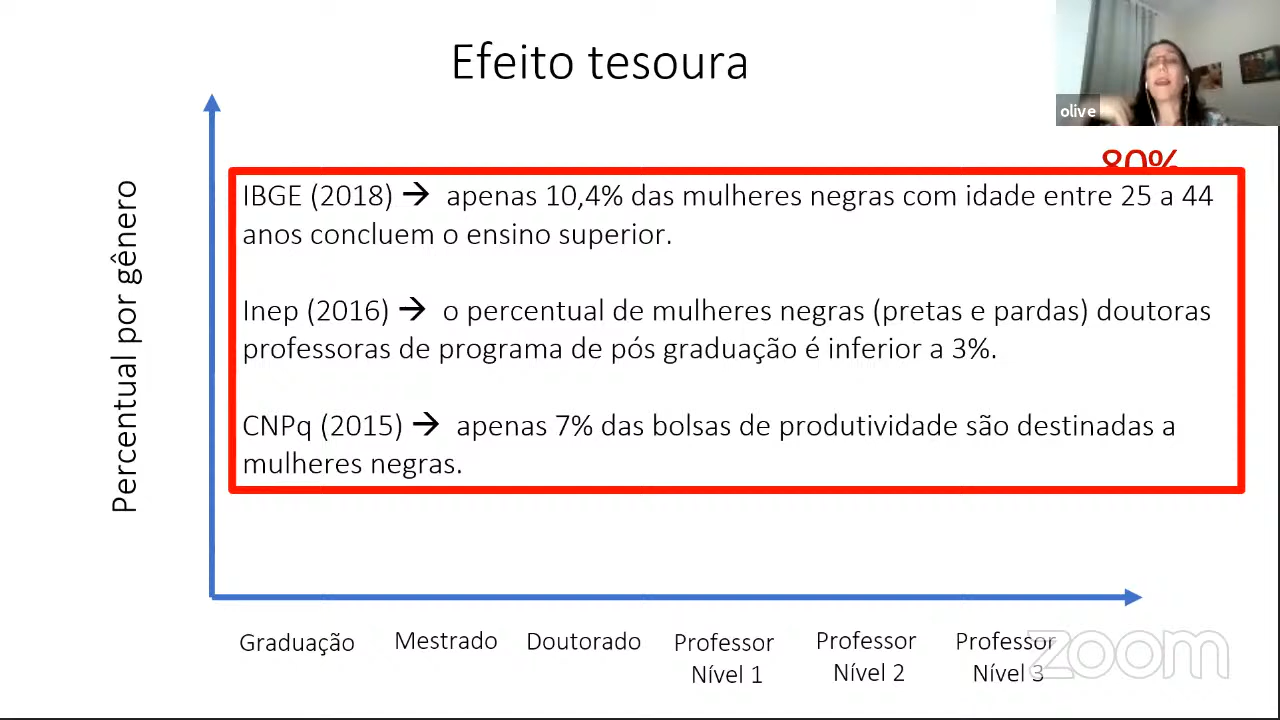 Efeito tesoura
olive
80%
IBGE (2018) → apenas 10,4% das mulheres negras com idade entre 25 a 44
anos concluem o ensino superior.
Inep (2016) → o percentual de mulheres negras (pretas e pardas) doutoras
professoras de programa de pós graduação é inferior a 3%.
CNPq (2015) → apenas 7% das bolsas de produtividade são destinadas a
mulheres negras.
Percentual por gênero
Graduação
Mestrado
Doutorado
Professor
Nível 1
Professor
Nível 2
Professor
Nível 3
zoom